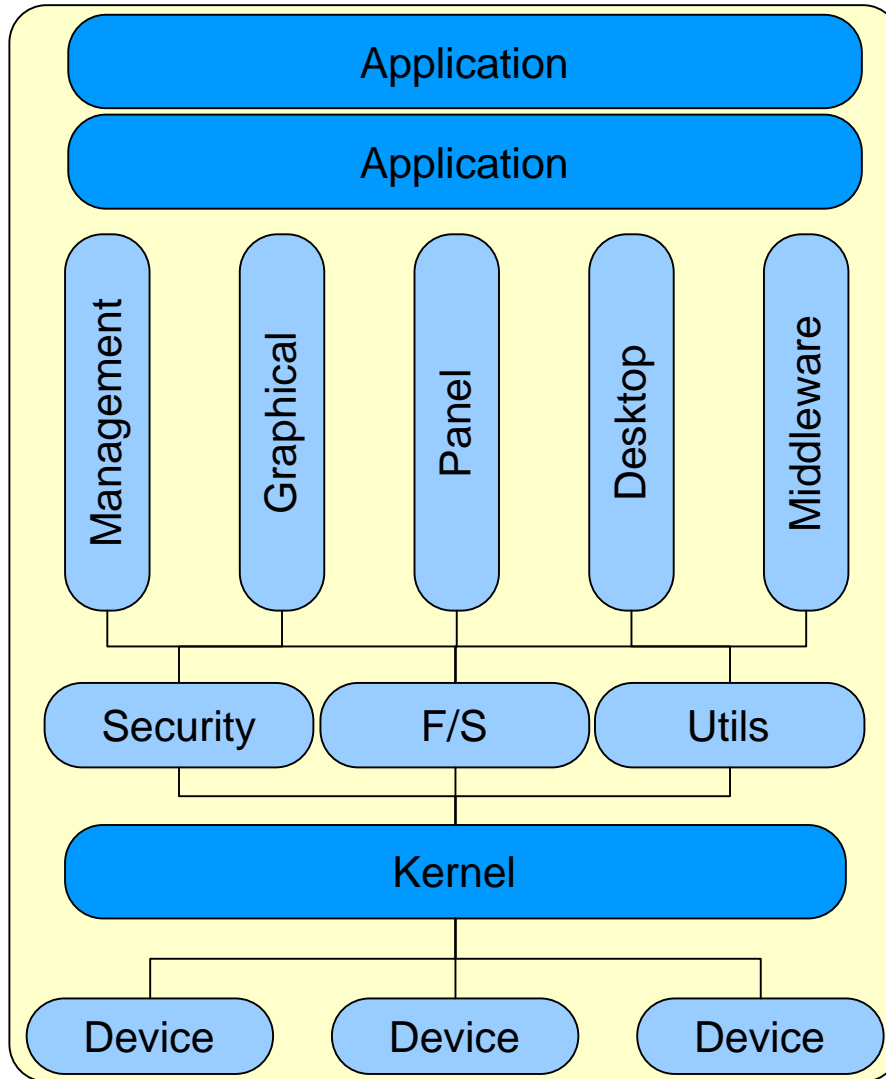 Application
Application
Management
Graphical
Panel
Desktop
Middleware
Security
F/S
Utils
Kernel
Device
Device
Device